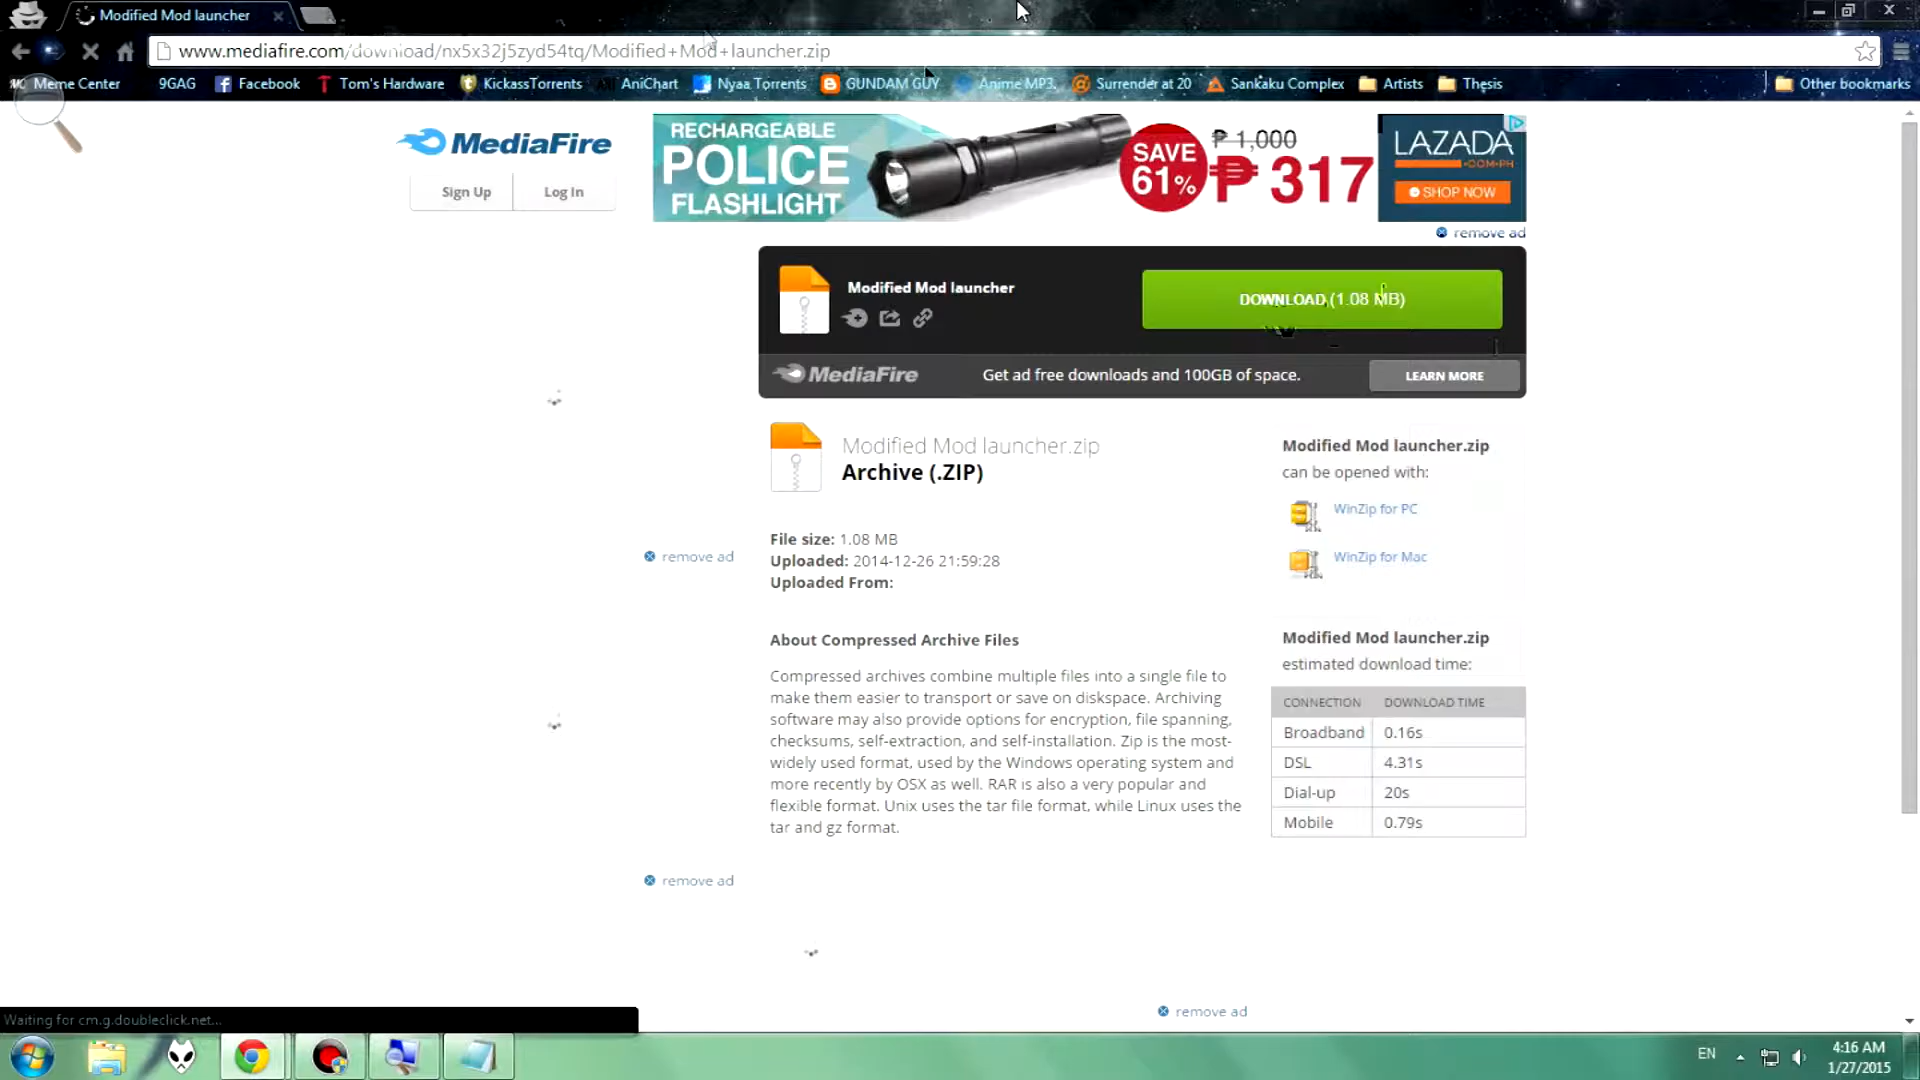 Modified Mod launcher
www.mediafire.com/download/nx5x32j5zyd54tq/Modified+Mod+launcher.zip
Meme Center
9GAG
Facebook
Tom's Hardware
KickassTorrents
AniChart
Nyaa Torrents
GUNDAM GUY
Anime MP3.
Surrender at 20
Sankaku Complex
Artists
Thesis
Other bookmarks
MediaFire
Sign Up
Log In
RECHARGEABLE
POLICE
FLASHLIGHT
SAVE
61%
₱ 1,000
₱ 317
LAZADA
.COM.PH
SHOP NOW
remove ad
Modified Mod launcher
DOWNLOAD (1.08 MB)
MediaFire
Get ad free downloads and 100GB of space.
LEARN MORE
Modified Mod launcher.zip
Archive (.ZIP)
File size: 1.08 MB
Uploaded: 2014-12-26 21:59:28
Uploaded From:
remove ad
About Compressed Archive Files
Compressed archives combine multiple files into a single file to
make them easier to transport or save on diskspace. Archiving
software may also provide options for encryption, file spanning,
checksums, self-extraction, and self-installation. Zip is the most-
widely used format, used by the Windows operating system and
more recently by OSX as well. RAR is also a very popular and
flexible format. Unix uses the tar file format, while Linux uses the
tar and gz format.
Modified Mod launcher.zip
can be opened with:
WinZip for PC
WinZip for Mac
Modified Mod launcher.zip
estimated download time:
CONNECTION DOWNLOAD TIME
Broadband 0.16s
DSL 4.31s
Dial-up 20s
Mobile 0.79s
remove ad
remove ad
Waiting for cm.g.doubleclick.net...
EN
4:16 AM
1/27/2015